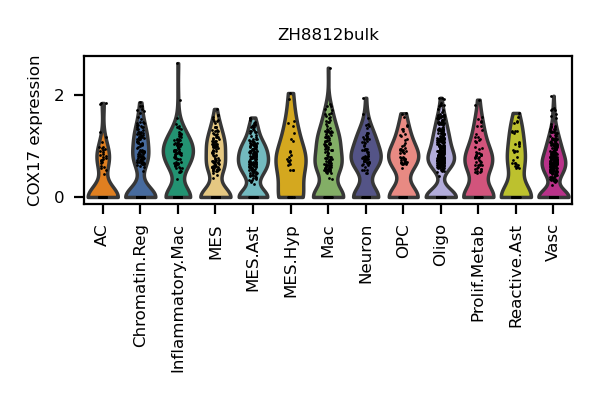 ZH8812bulk
COX17 expression
2
0
AC
Chromatin.Reg
Inflammatory.Mac
MES
MES.Ast
MES.Hyp
Mac
Neuron
OPC
Oligo
Prolif.Metab
Reactive.Ast
Vasc